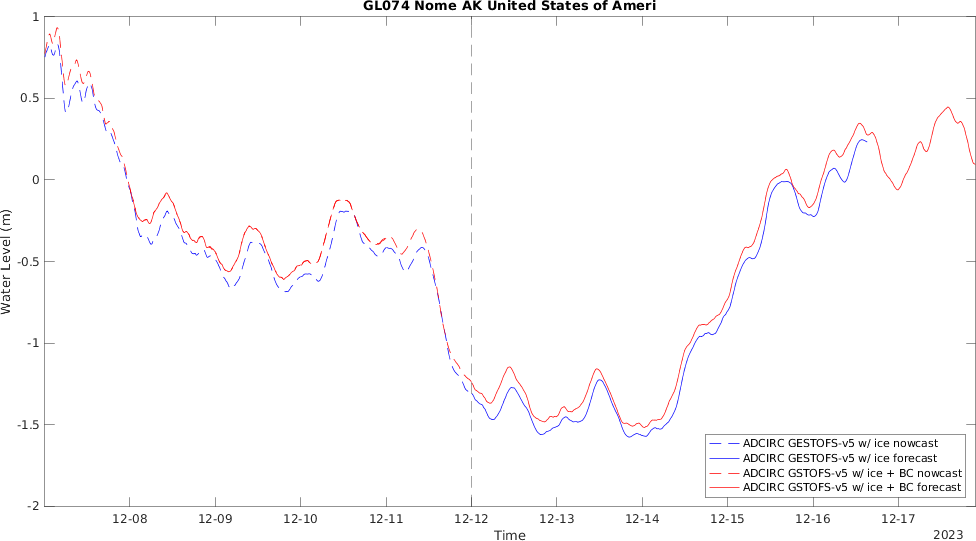 GL074 Nome AK United States of Ameri
Water Level (m)
1
0.5
0
-0.5
-1
-1.5
-2
ADCIRC GESTOFS-v5 w/ ice nowcast
ADCIRC GESTOFS-v5 w/ ice forecast
ADCIRC GSTOFS-v5 w/ ice + BC nowcast
ADCIRC GSTOFS-v5 w/ ice + BC forecast
12-08 12-09 12-10 12-11 12-12 12-13 12-14 12-15 12-16 12-17
Time
2023